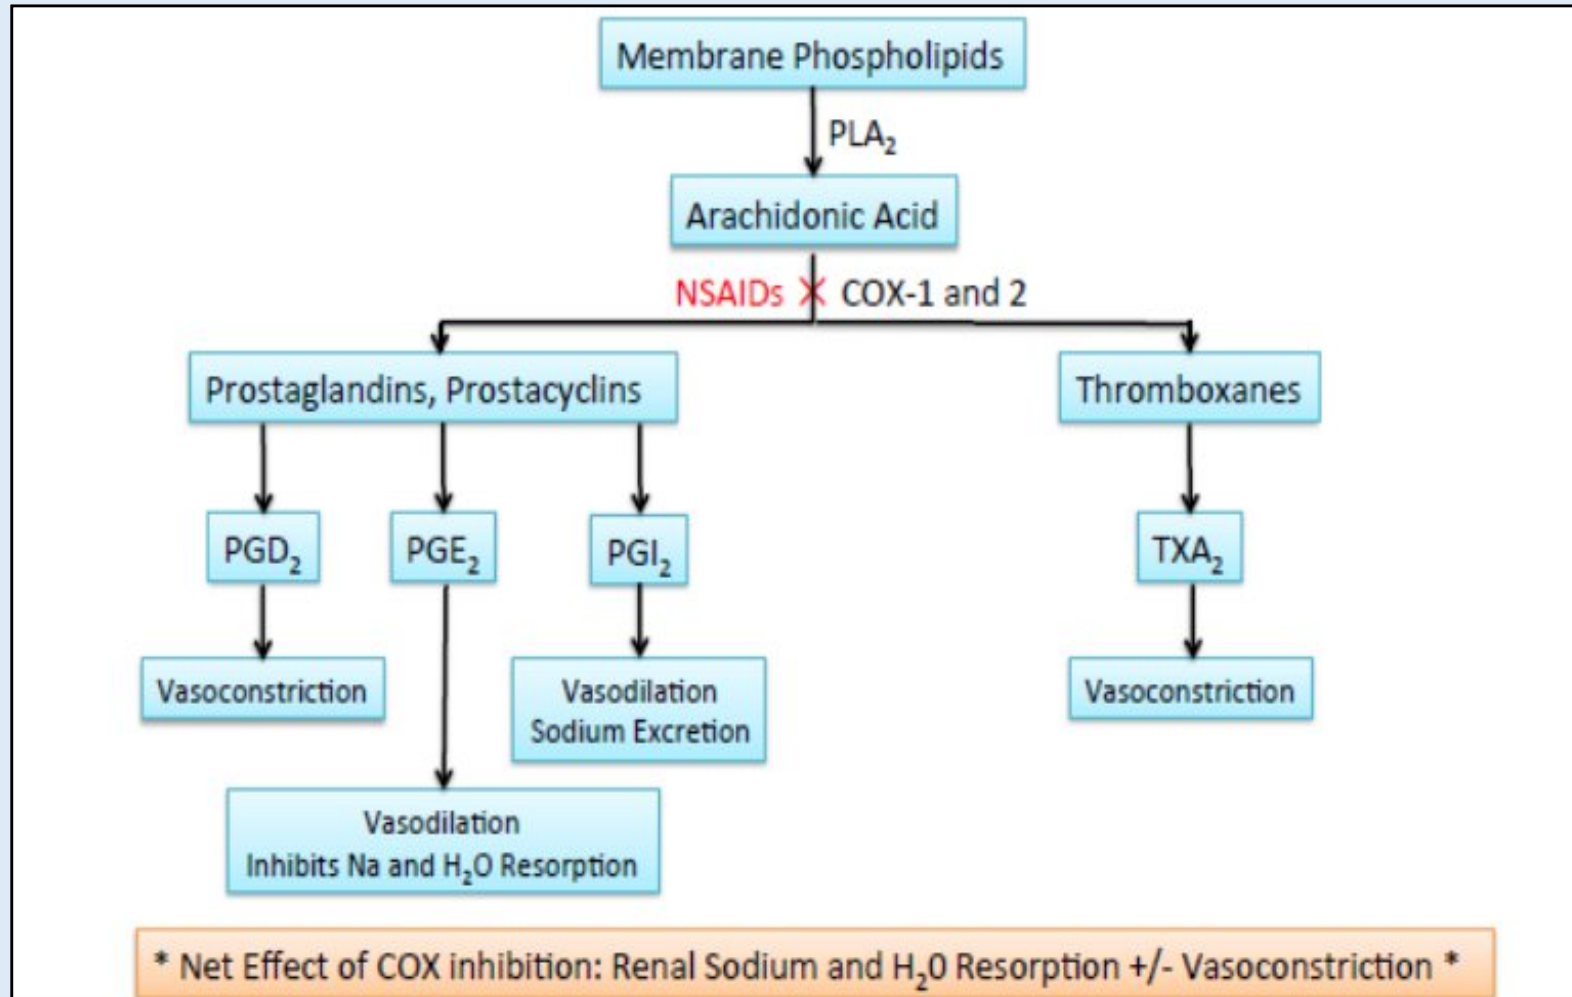 Membrane Phospholipids
PLA₂
Arachidonic Acid
NSAIDs X COX-1 and 2
Prostaglandins, Prostacyclins
Thromboxanes
PGD₂
PGE₂
PGI₂
TXA₂
Vasoconstriction
Vasodilation
Sodium Excretion
Vasoconstriction
Vasodilation
Inhibits Na and H₂O Resorption
* Net Effect of COX inhibition: Renal Sodium and H₂0 Resorption +/- Vasoconstriction *